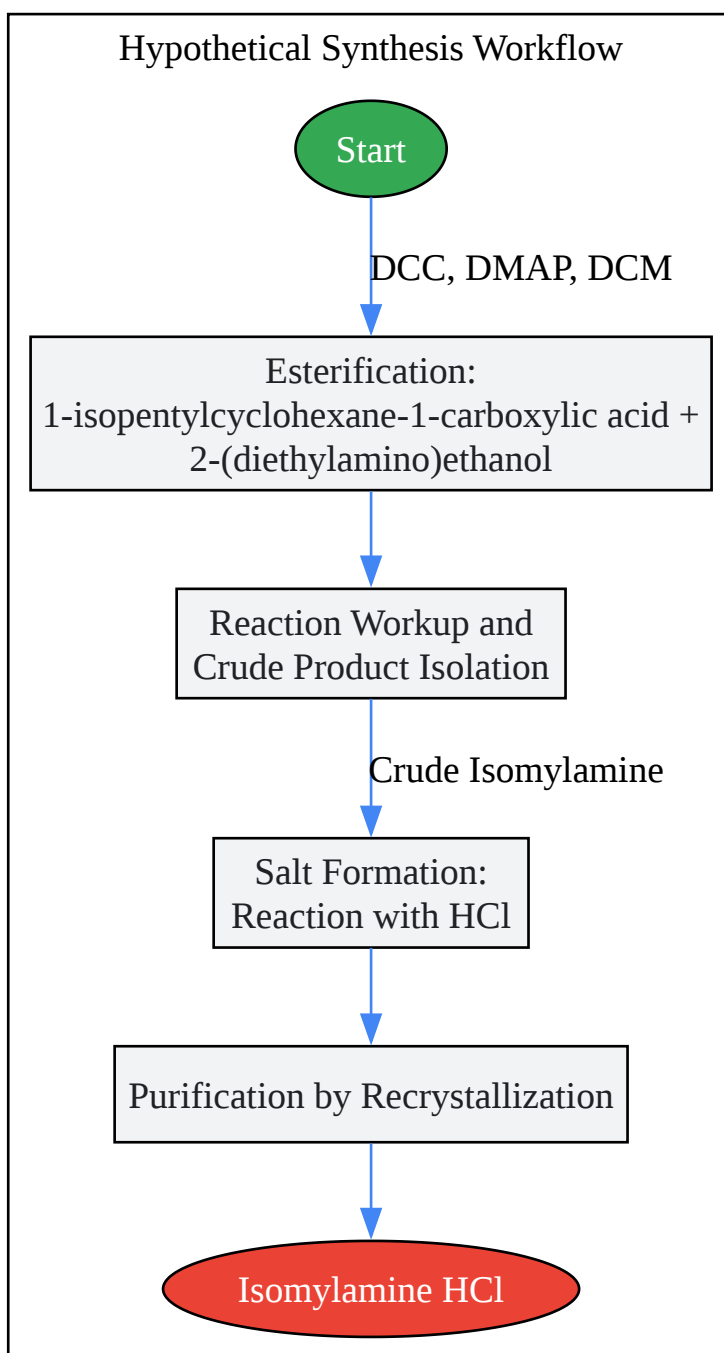 Hypothetical Synthesis Workflow
Start
DCC, DMAP, DCM
Esterification:
1-isopentylcyclohexane-1-carboxylic acid +
2-(diethylamino)ethanol
Reaction Workup and
Crude Product Isolation
Crude Isomylamine
Salt Formation:
Reaction with HCl
Purification by Recrystallization
Isomylamine HCl